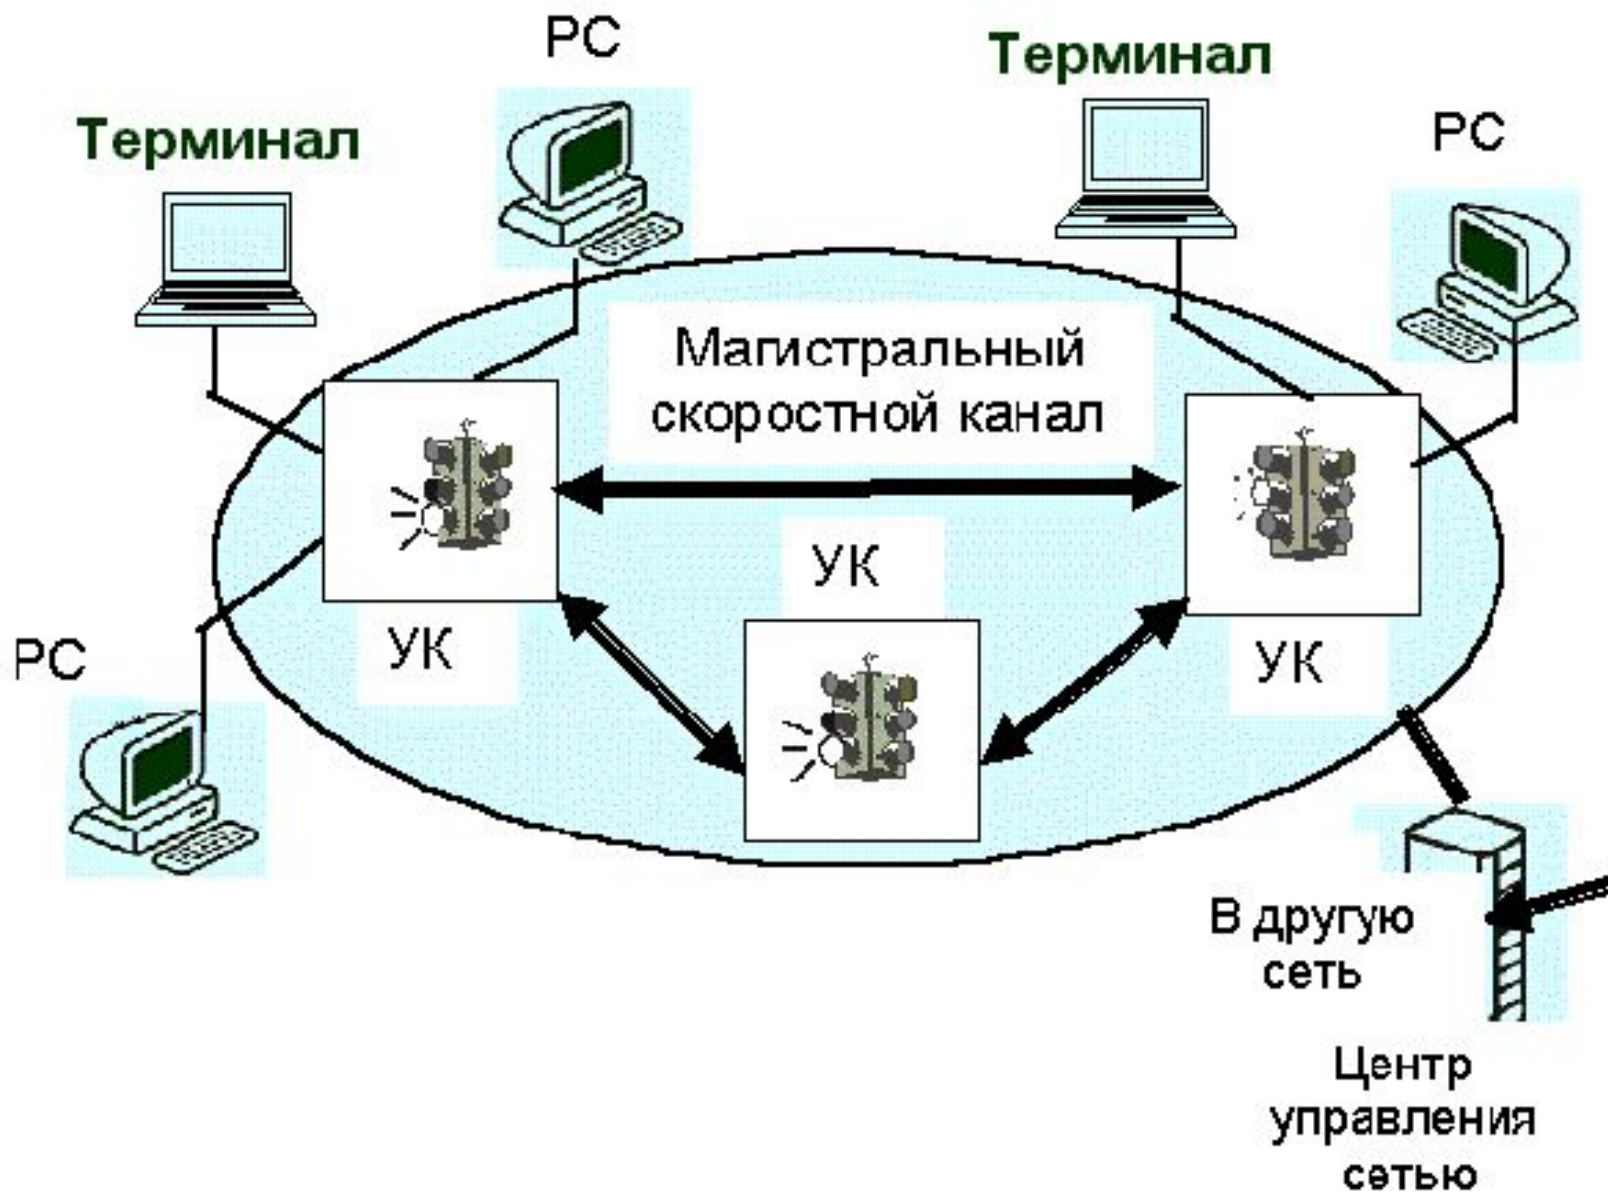 РС
Терминал
Терминал
РС
Магистральный
скоростной канал
УК
УК
УК
РС
В другую
сеть
Центр
управления
сетью